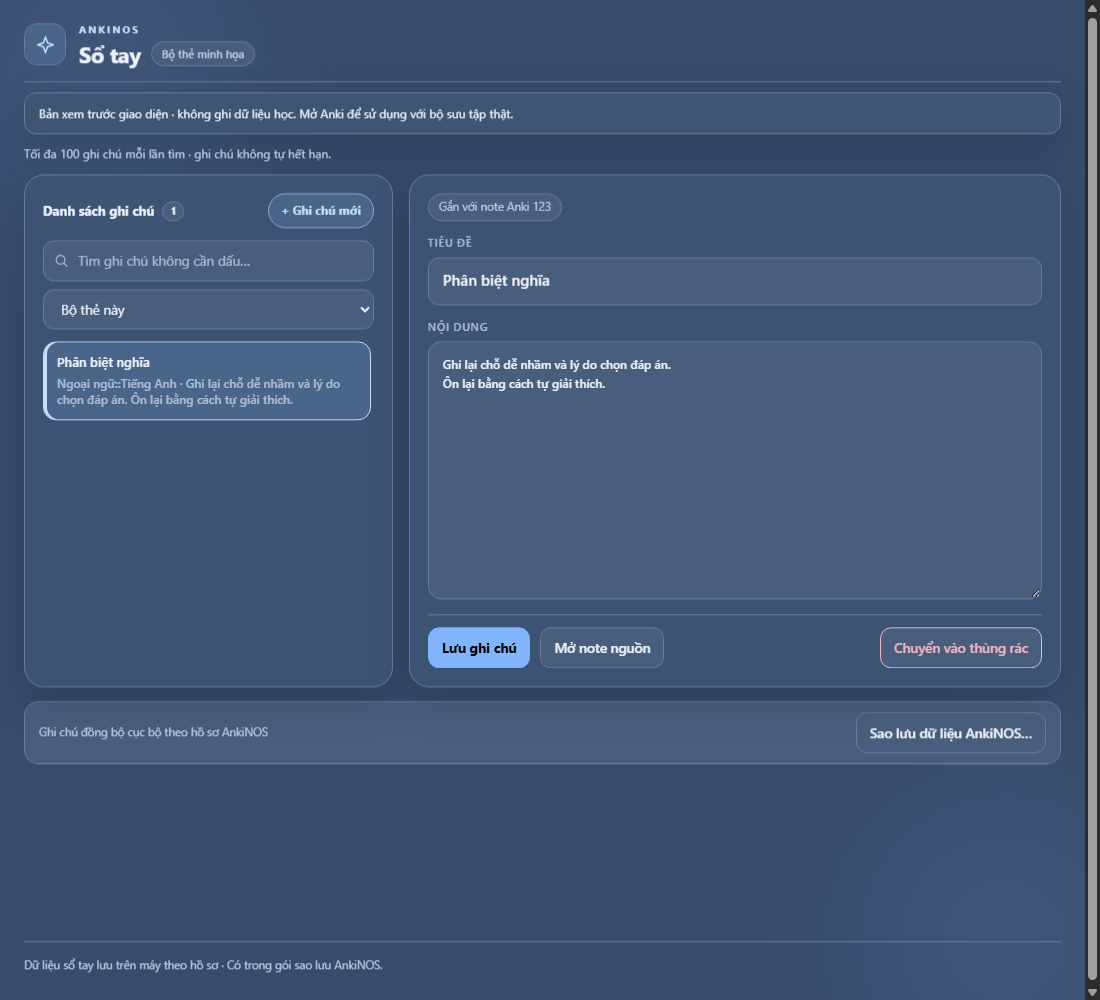 ANKINOS
Sổ tay
Bộ thẻ minh họa
Bản xem trước giao diện · không ghi dữ liệu học. Mở Anki để sử dụng với bộ sưu tập thật.
Tối đa 100 ghi chú mỗi lần tìm · ghi chú không tự hết hạn.
Danh sách ghi chú 1
+ Ghi chú mới
Tìm ghi chú không cần dấu...
Bộ thẻ này
Phân biệt nghĩa
Ngoại ngữ::Tiếng Anh · Ghi lại chỗ dễ nhầm và lý do
chọn đáp án. Ôn lại bằng cách tự giải thích.
Gắn với note Anki 123
TIÊU ĐỀ
Phân biệt nghĩa
NỘI DUNG
Ghi lại chỗ dễ nhầm và lý do chọn đáp án.
Ôn lại bằng cách tự giải thích.
Lưu ghi chú
Mở note nguồn
Chuyển vào thùng rác
Ghi chú đồng bộ cục bộ theo hồ sơ AnkiNOS
Sao lưu dữ liệu AnkiNOS...
Dữ liệu sổ tay lưu trên máy theo hồ sơ · Có trong gói sao lưu AnkiNOS.